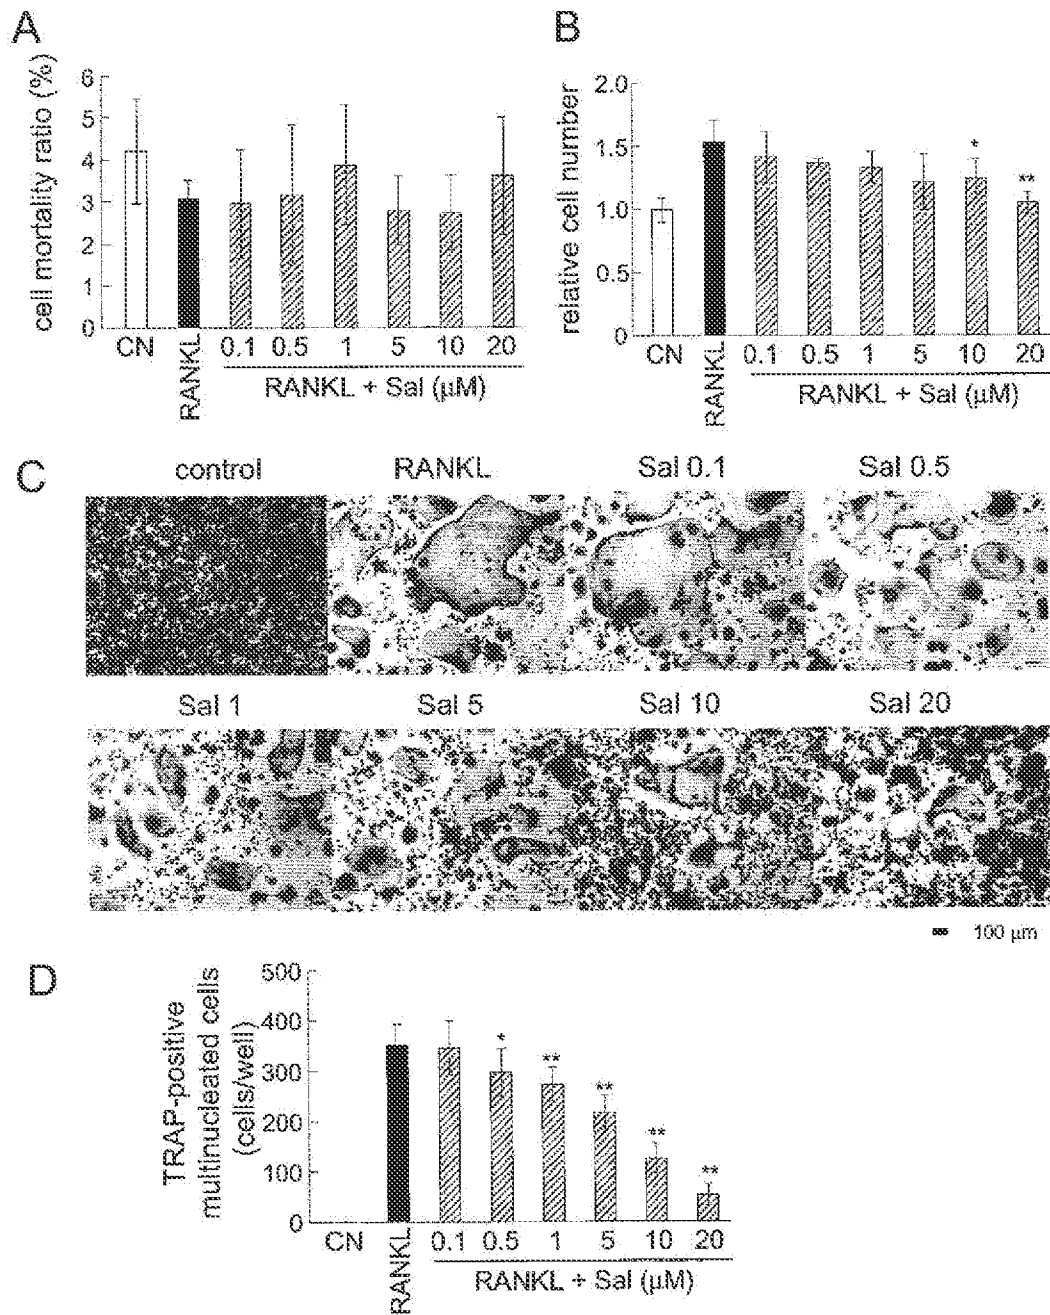 A
cell mortality ratio (%)
6
5
4
3
2
1
0
CN
RANKL
0.1
0.5
1
5
10
20
RANKL + Sal (μM)
B
relative cell number
2.0
1.5
1.0
0.5
0
*
**
CN
RANKL
0.1
0.5
1
5
10
20
RANKL + Sal (μM)
C
control
RANKL
Sal 0.1
Sal 0.5
Sal 1
Sal 5
Sal 10
Sal 20
100 μm
D
TRAP-positive
multinucleated cells
(cells/well)
500
400
300
200
100
0
*
**
**
**
**
CN
RANKL
0.1
0.5
1
5
10
20
RANKL + Sal (μM)